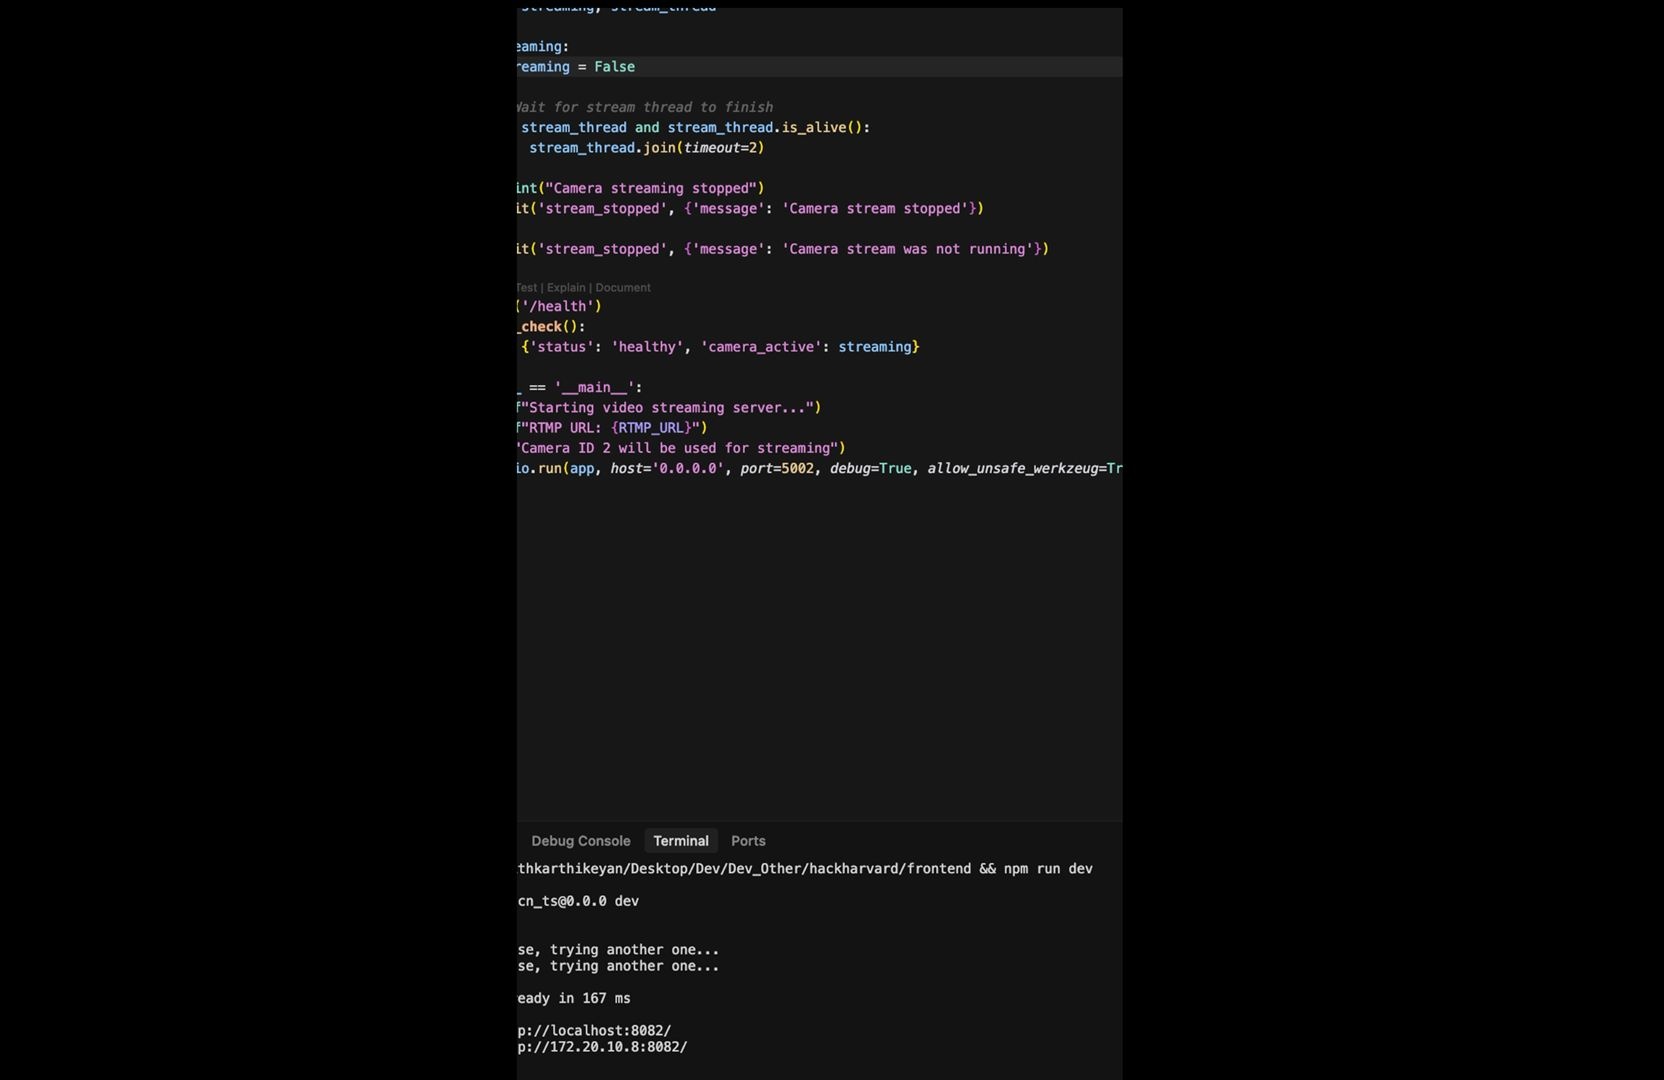 streaming, stream_thread
eaming:
reaming = False
Wait for stream thread to finish
stream_thread and stream_thread.is_alive():
stream_thread.join(timeout=2)
int("Camera streaming stopped")
it('stream_stopped', {'message': 'Camera stream stopped'})
it('stream_stopped', {'message': 'Camera stream was not running'})
Test | Explain | Document
('/health')
_check():
{'status': 'healthy', 'camera_active': streaming}
_ == '__main__':
f"Starting video streaming server...")
f"RTMP URL: {RTMP_URL}")
"Camera ID 2 will be used for streaming")
io.run(app, host='0.0.0.0', port=5002, debug=True, allow_unsafe_werkzeug=Tr
Debug Console Terminal Ports
thkarthikeyan/Desktop/Dev/Dev_Other/hackharvard/frontend && npm run dev
cn_ts@0.0.0 dev
se, trying another one...
se, trying another one...
eady in 167 ms
p://localhost:8082/
p://172.20.10.8:8082/